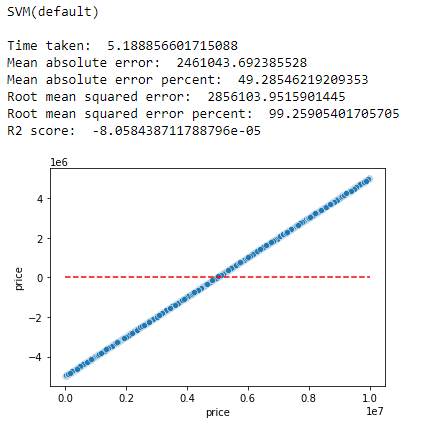 SVM(default)
Time taken:  5.188856601715088
Mean absolute error:  2461043.692385528
Mean absolute error percent:  49.28546219209353
Root mean squared error:  2856103.9515901445
Root mean squared error percent:  99.25905401705705
R2 score:  -8.058438711788796e-05
1e6
4
2
0
−2
−4
price
0.0 0.2 0.4 0.6 0.8 1.0
1e7
price